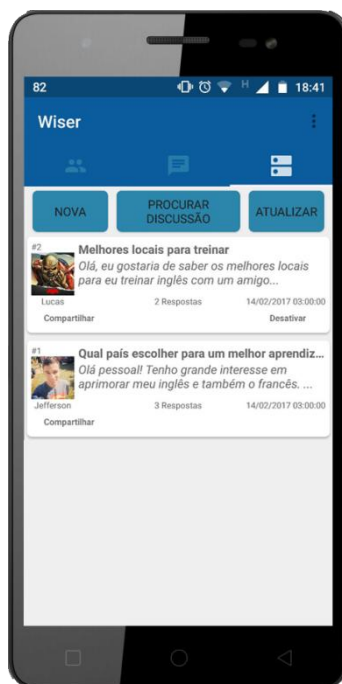 82 H 18:41
Wiser
NOVA
PROCURAR
DISCUSSÃO
ATUALIZAR
#2
Melhores locais para treinar
Olá, eu gostaria de saber os melhores locais
para eu treinar inglês com um amigo...
Lucas 2 Respostas 14/02/2017 03:00:00
Compartilhar Desativar
#1
Qual país escolher para um melhor aprendiz...
Olá pessoal! Tenho grande interesse em
aprimorar meu inglês e também o francês. ...
Jefferson 3 Respostas 14/02/2017 03:00:00
Compartilhar